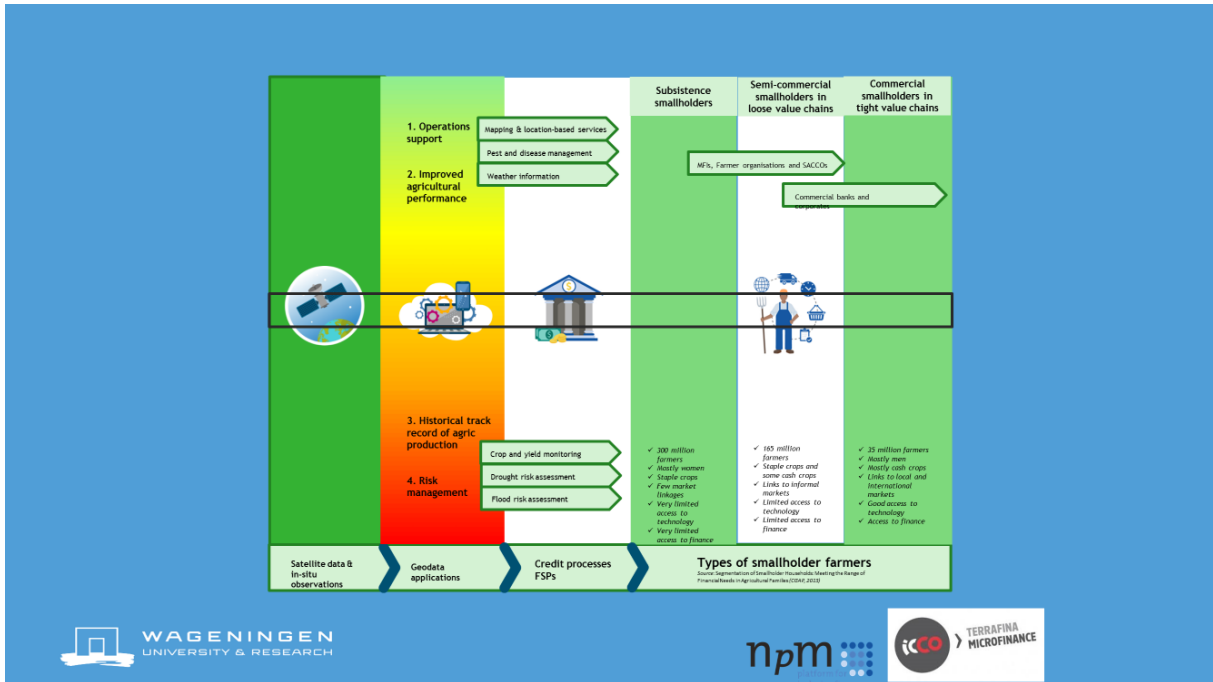 Subsistence
smallholders
Semi-commercial
smallholders in
loose value chains
Commercial
smallholders in
tight value chains
1. Operations
support
2. Improved
agricultural
performance
Mapping & location-based services
Pest and disease management
Weather information
MFIs, Farmer organisations and SACCOs
Commercial banks and
corporates
3. Historical track
record of agric
production
4. Risk
management
Crop and yield monitoring
Drought risk assessment
Flood risk assessment
✓ 300 million
farmers
✓ Mostly women
✓ Staple crops
✓ Few market
linkages
✓ Very limited
access to
technology
✓ Very limited
access to finance
✓ 165 million
farmers
✓ Staple crops and
some cash crops
✓ Links to informal
markets
✓ Limited access to
technology
✓ Limited access to
finance
✓ 35 million farmers
✓ Mostly men
✓ Mostly cash crops
✓ Links to local and
International
markets
✓ Good access to
technology
✓ Access to finance
Satellite data &
in-situ
observations
Geodata
applications
Credit processes
FSPs
Types of smallholder farmers
Source: Segmentation of Smallholder Households: Meeting the Range of
Financial Needs in Agricultural Families (CGAP, 2013)
WAGENINGEN
UNIVERSITY & RESEARCH
npm
icco
TERRAFINA
MICROFINANCE